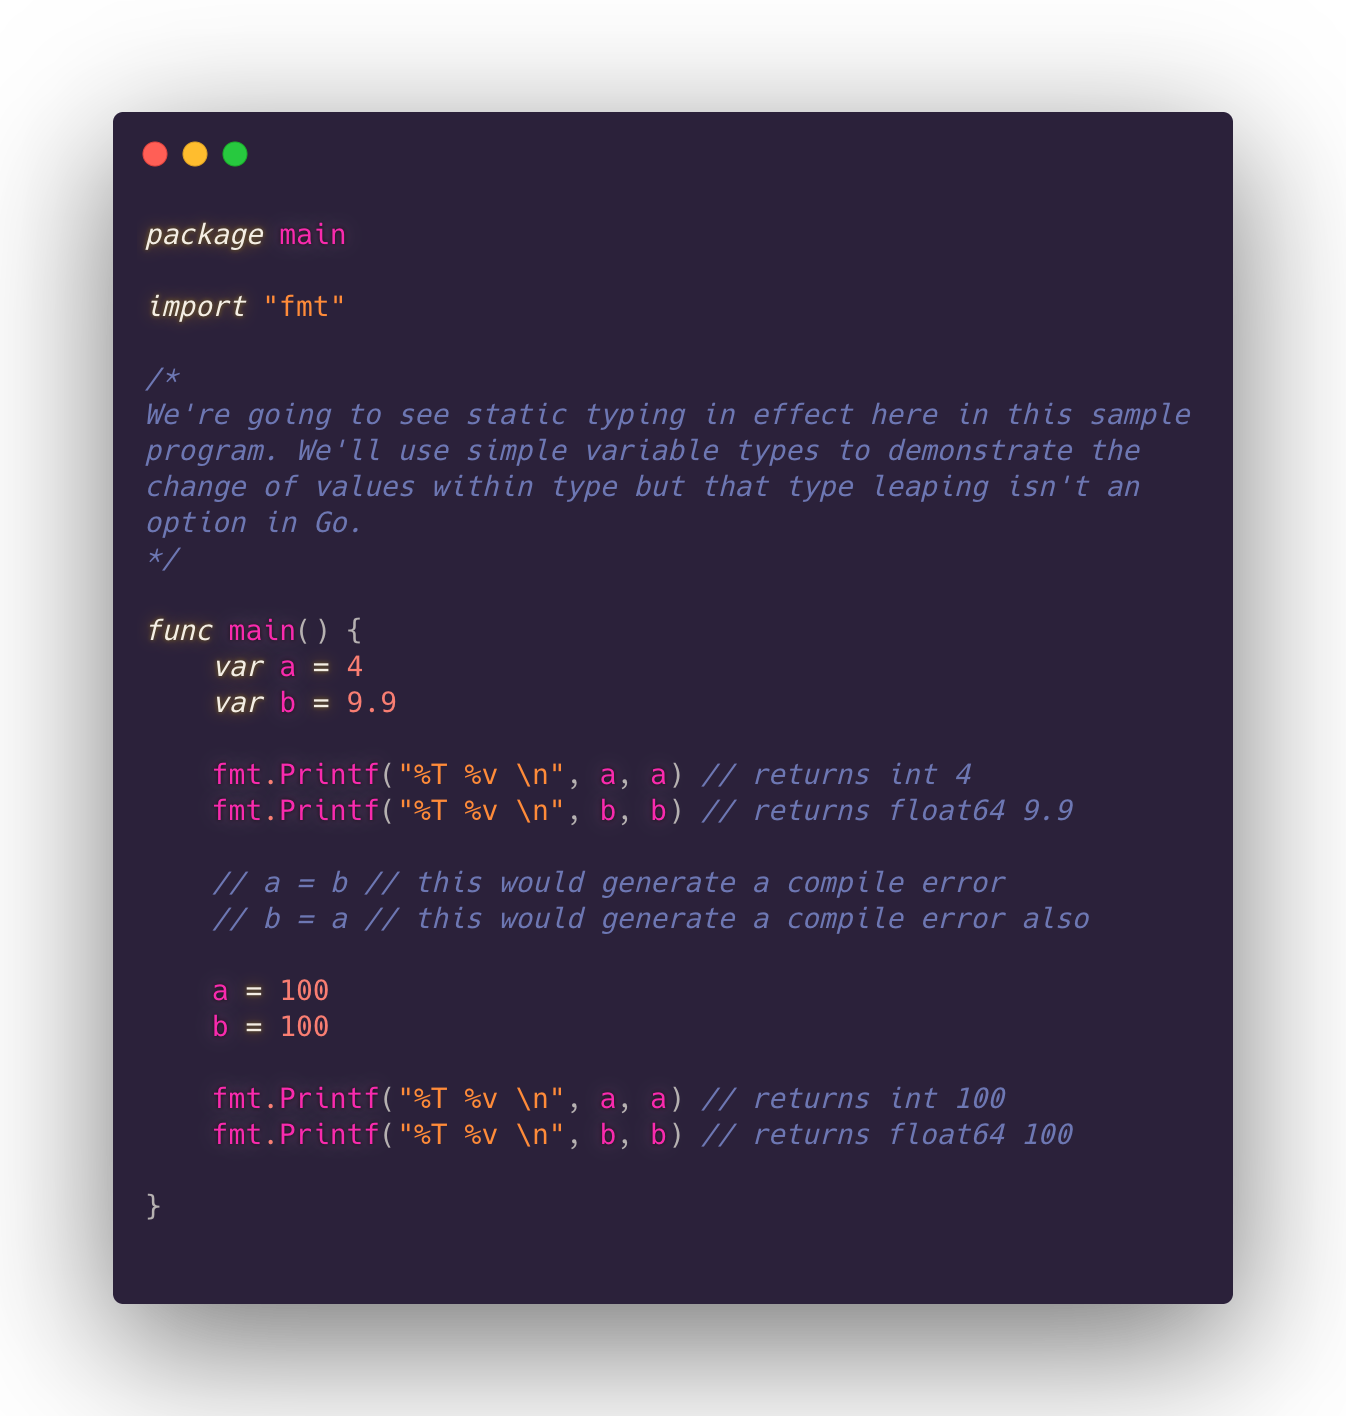 package main

import "fmt"

/*
We're going to see static typing in effect here in this sample
program. We'll use simple variable types to demonstrate the
change of values within type but that type leaping isn't an
option in Go.
*/

func main() {
    var a = 4
    var b = 9.9

    fmt.Printf("%T %v \n", a, a) // returns int 4
    fmt.Printf("%T %v \n", b, b) // returns float64 9.9

    // a = b // this would generate a compile error
    // b = a // this would generate a compile error also

    a = 100
    b = 100

    fmt.Printf("%T %v \n", a, a) // returns int 100
    fmt.Printf("%T %v \n", b, b) // returns float64 100

}